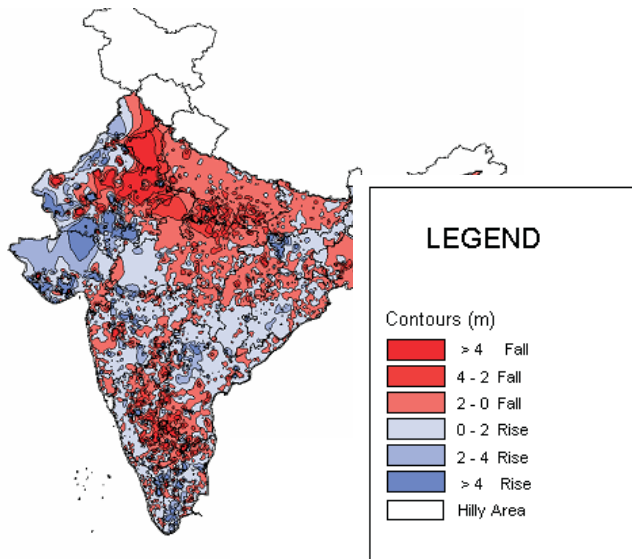 LEGEND
Contours (m)
> 4 Fall
4 - 2 Fall
2 - 0 Fall
0 - 2 Rise
2 - 4 Rise
> 4 Rise
Hilly Area